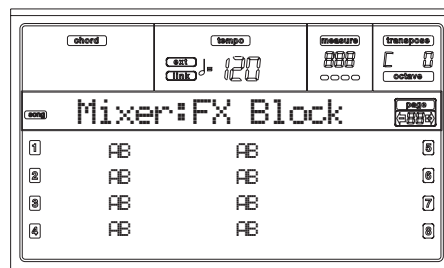 chord tempo measure transpose
ext link ♩= 120 888 C 0
octave
song Mixer:FX Block page
1 AB AB 5
2 AB AB 6
3 AB AB 7
4 AB AB 8